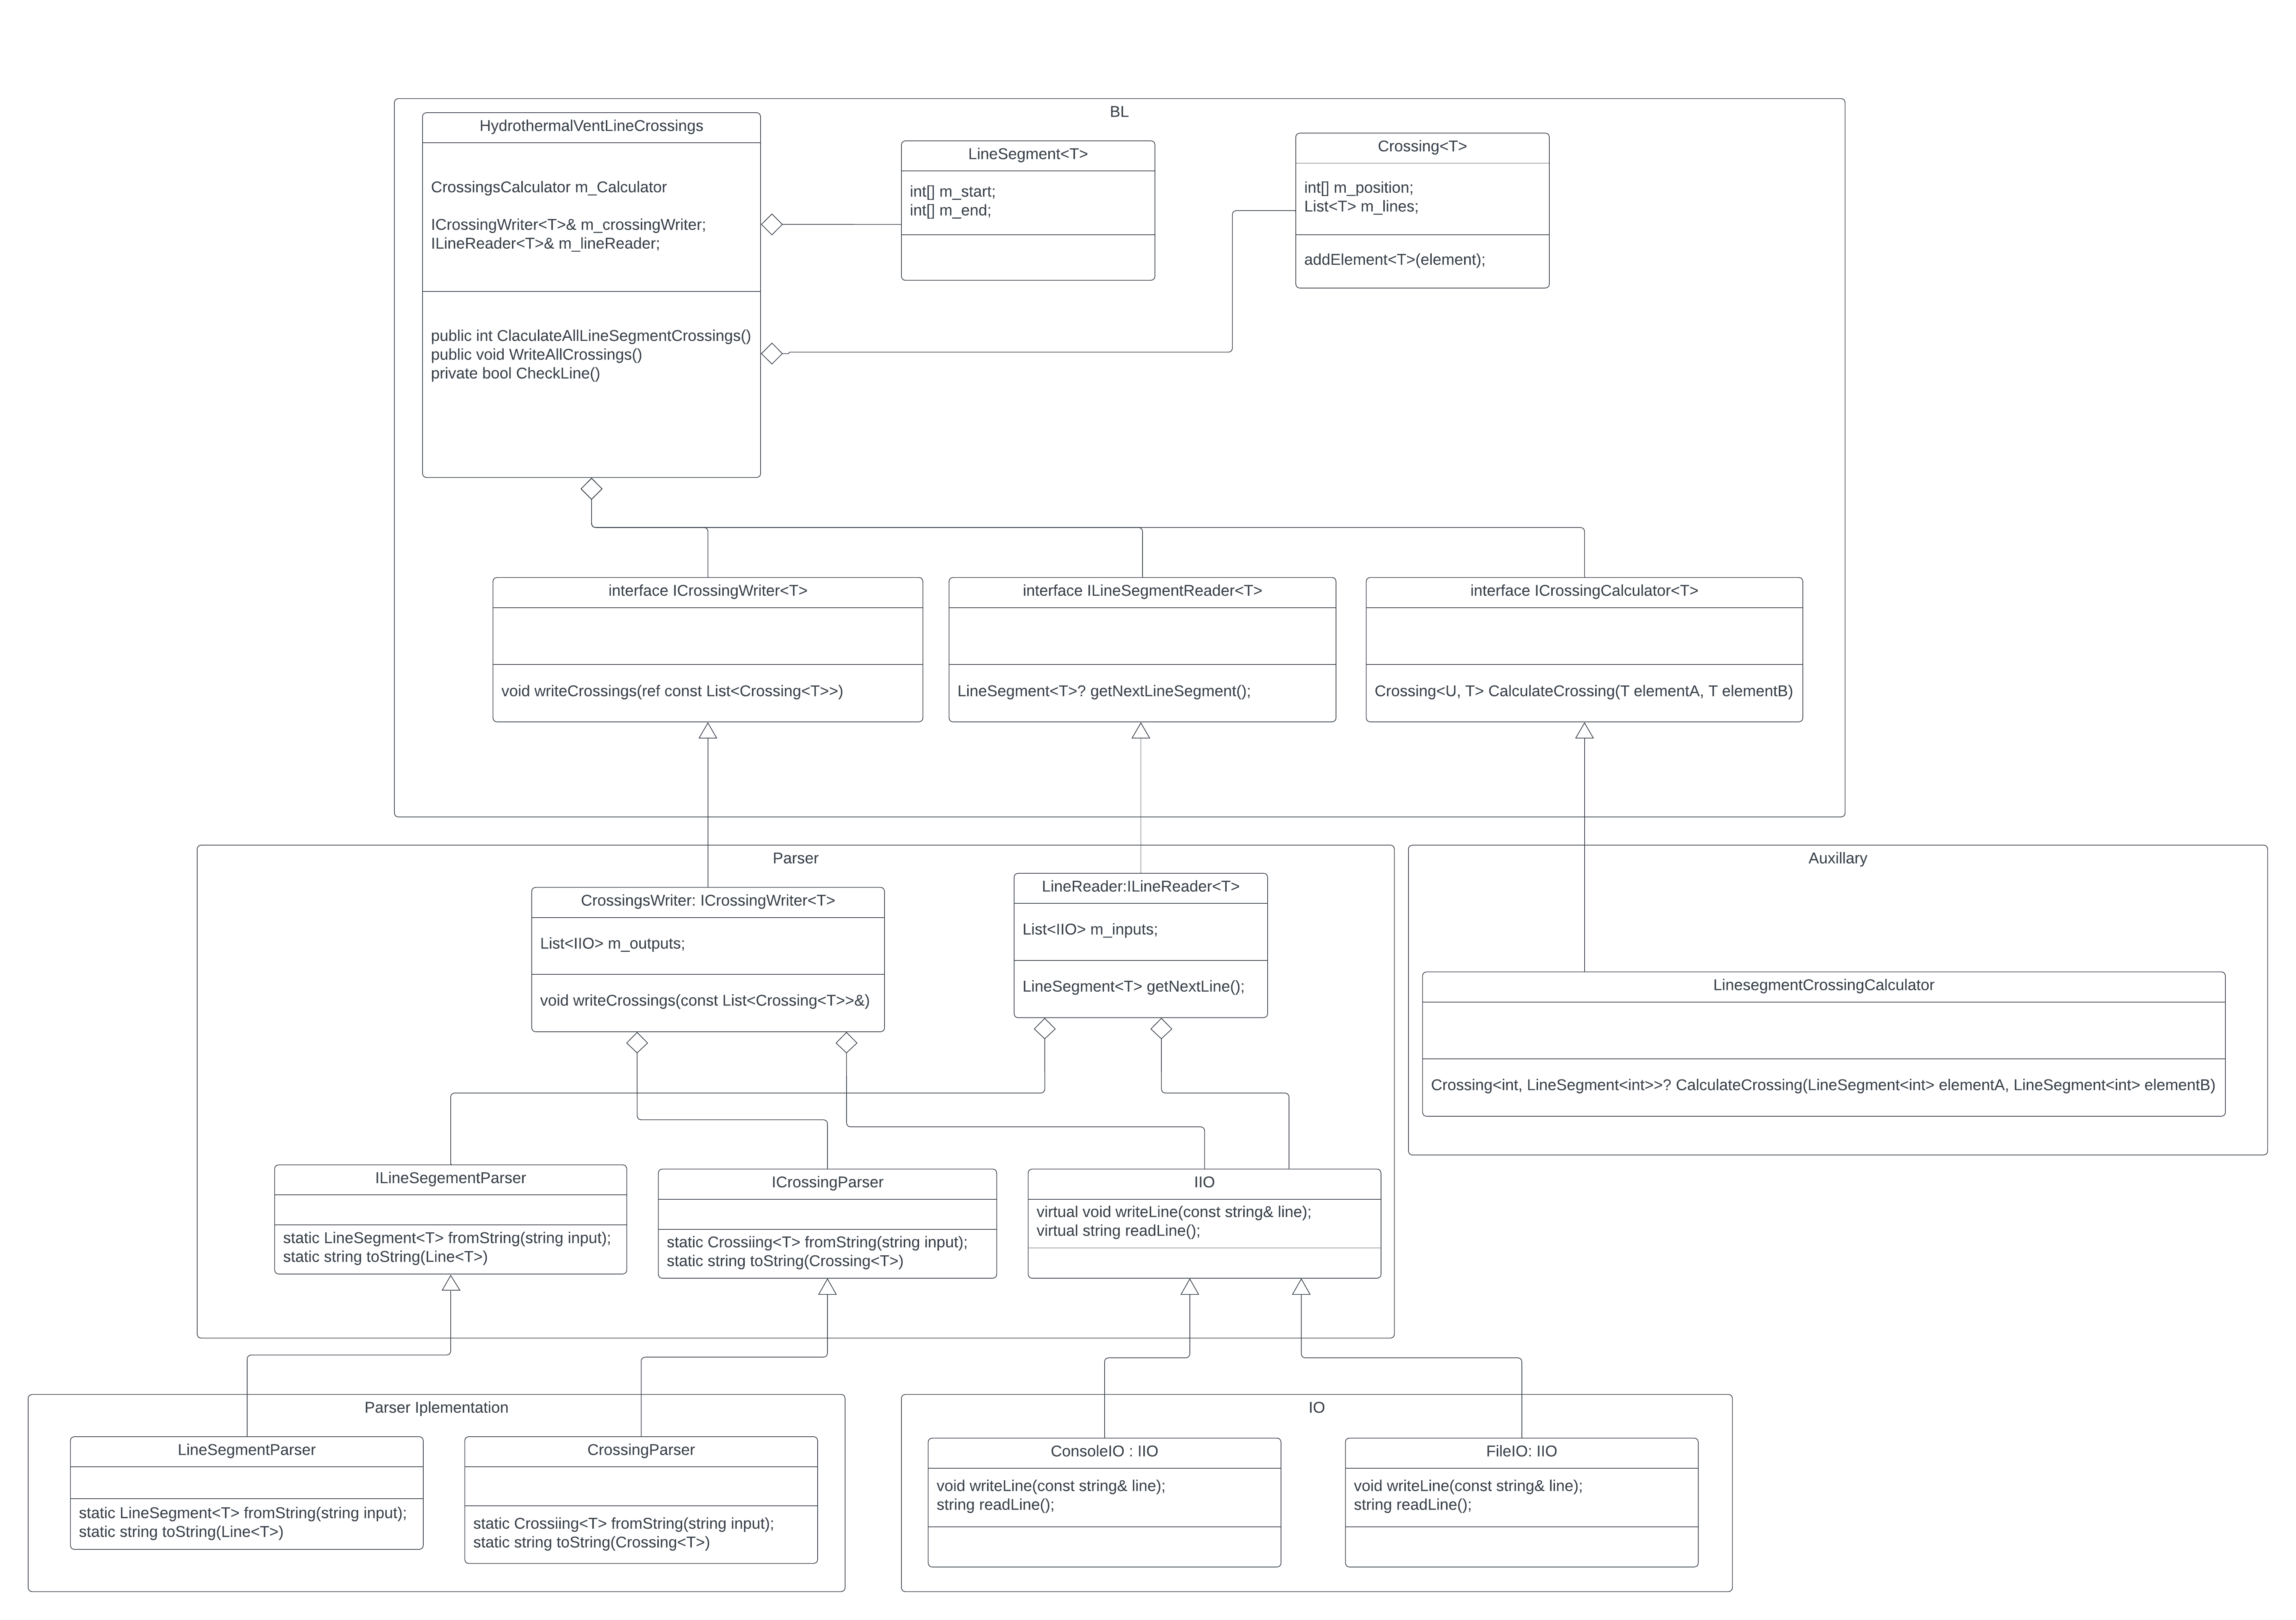 BL
HydrothermalVentLineCrossings
CrossingsCalculator m_Calculator
ICrossingWriter<T>& m_crossingWriter;
ILineReader<T>& m_lineReader;
public int ClaculateAllLineSegmentCrossings()
public void WriteAllCrossings()
private bool CheckLine()
LineSegment<T>
int[] m_start;
int[] m_end;
Crossing<T>
int[] m_position;
List<T> m_lines;
addElement<T>(element);
interface ICrossingWriter<T>
void writeCrossings(ref const List<Crossing<T>>)
interface ILineSegmentReader<T>
LineSegment<T>? getNextLineSegment();
interface ICrossingCalculator<T>
Crossing<U, T> CalculateCrossing(T elementA, T elementB)
Parser
CrossingsWriter: ICrossingWriter<T>
List<IIO> m_outputs;
void writeCrossings(const List<Crossing<T>>&)
LineReader:ILineReader<T>
List<IIO> m_inputs;
LineSegment<T> getNextLine();
Auxillary
LinesegmentCrossingCalculator
Crossing<int, LineSegment<int>>? CalculateCrossing(LineSegment<int> elementA, LineSegment<int> elementB)
ILineSegementParser
static LineSegment<T> fromString(string input);
static string toString(Line<T>)
ICrossingParser
static Crossiing<T> fromString(string input);
static string toString(Crossing<T>)
IIO
virtual void writeLine(const string& line);
virtual string readLine();
Parser Iplementation
LineSegmentParser
static LineSegment<T> fromString(string input);
static string toString(Line<T>)
CrossingParser
static Crossiing<T> fromString(string input);
static string toString(Crossing<T>)
IO
ConsoleIO : IIO
void writeLine(const string& line);
string readLine();
FileIO: IIO
void writeLine(const string& line);
string readLine();